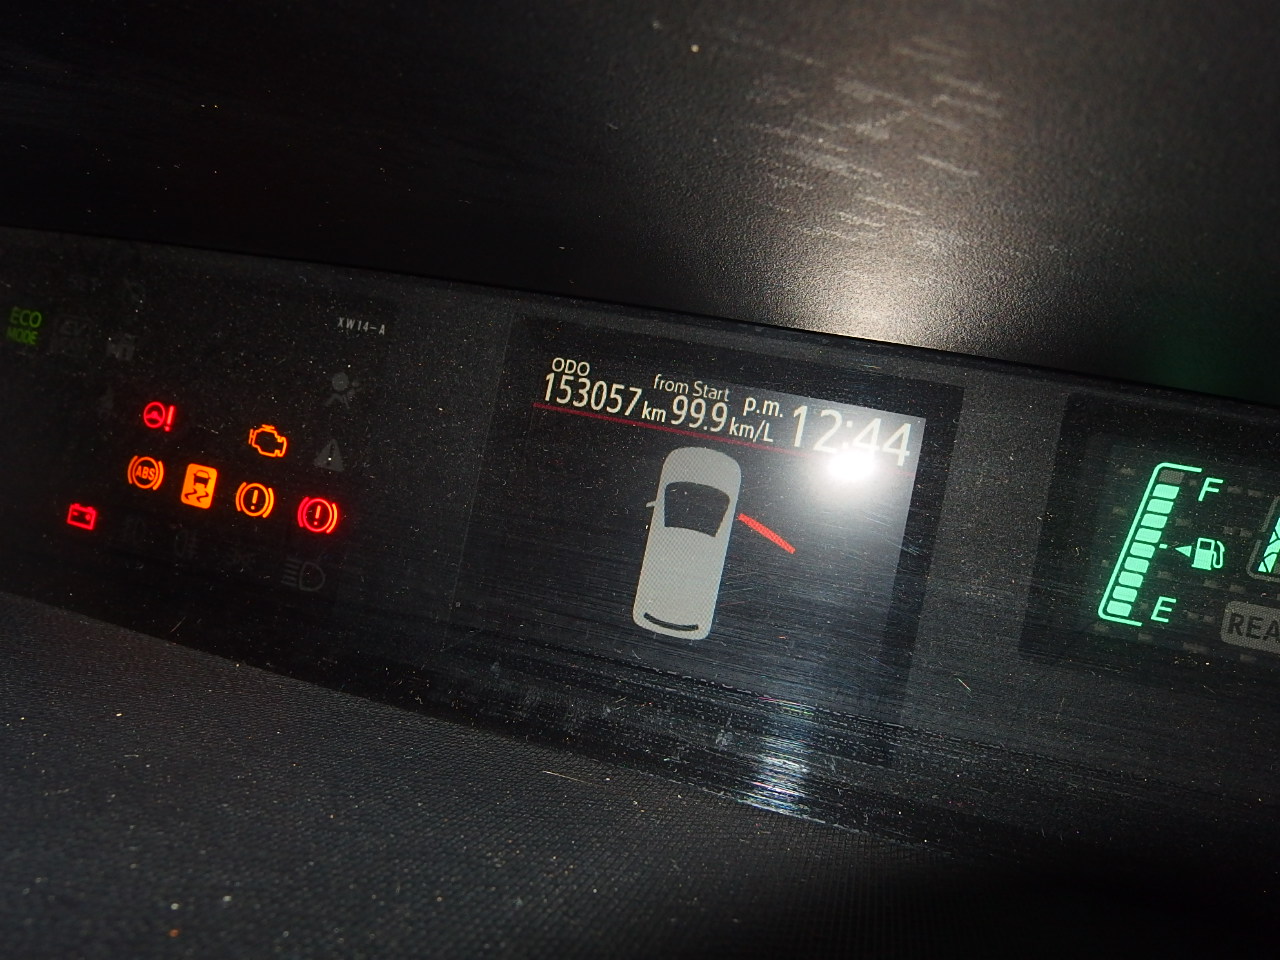 ECO
MODE
XW14-A
ODO
153057 km
from Start
99.9 km/L
p.m. 12:44
ABS
F
E
REA